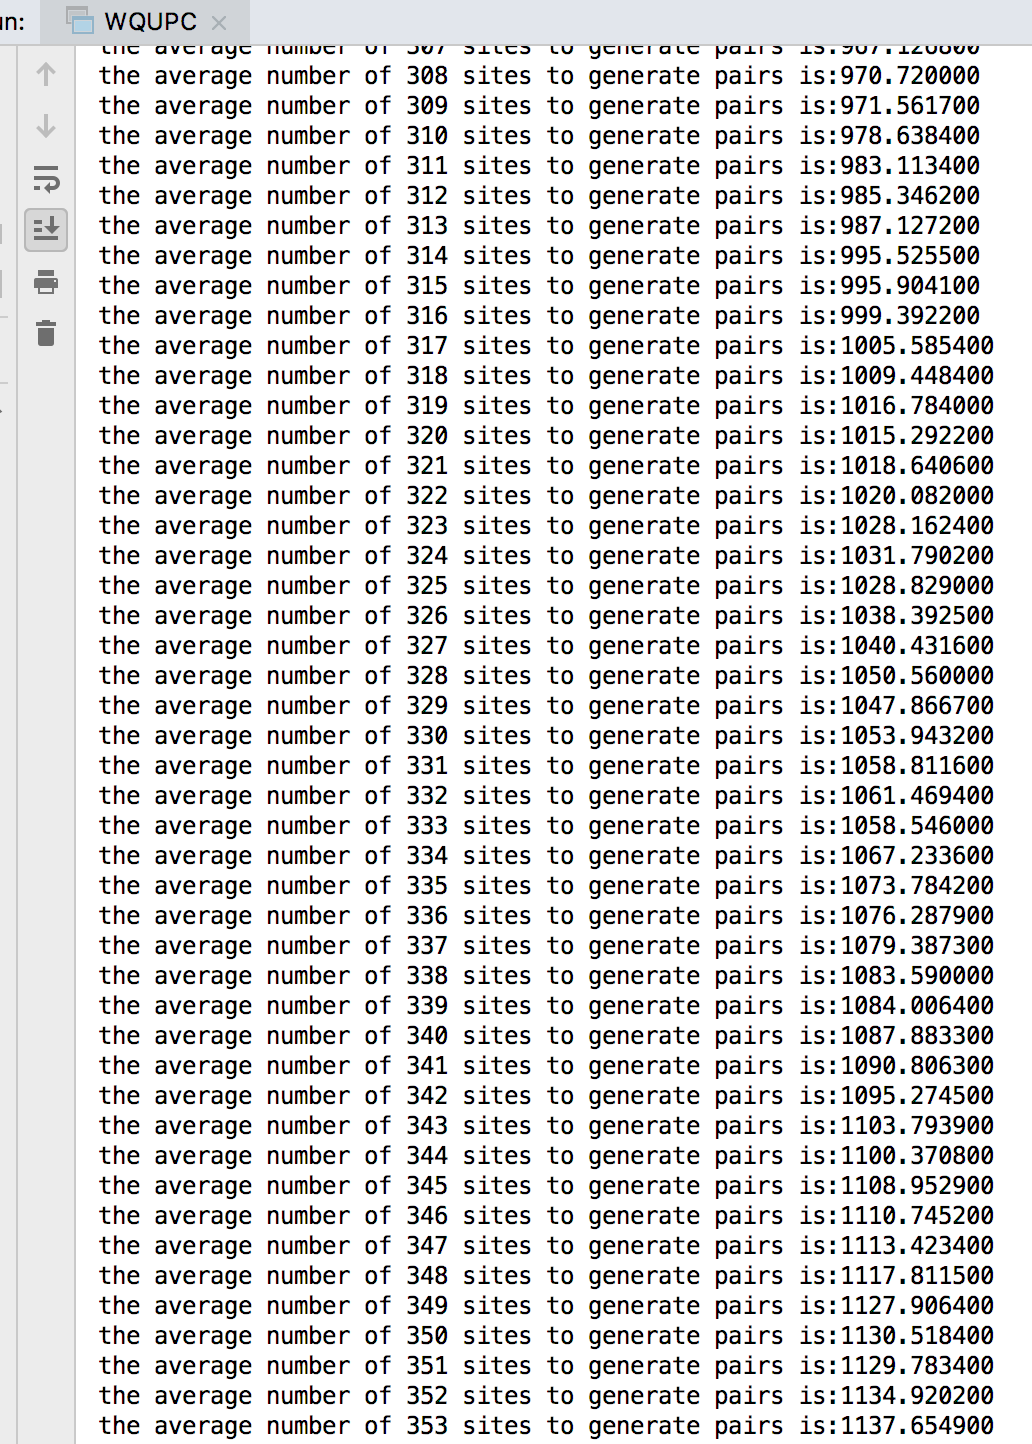 un: WQUPC
the average number of 307 sites to generate pairs is:967.126800
the average number of 308 sites to generate pairs is:970.720000
the average number of 309 sites to generate pairs is:971.561700
the average number of 310 sites to generate pairs is:978.638400
the average number of 311 sites to generate pairs is:983.113400
the average number of 312 sites to generate pairs is:985.346200
the average number of 313 sites to generate pairs is:987.127200
the average number of 314 sites to generate pairs is:995.525500
the average number of 315 sites to generate pairs is:995.904100
the average number of 316 sites to generate pairs is:999.392200
the average number of 317 sites to generate pairs is:1005.585400
the average number of 318 sites to generate pairs is:1009.448400
the average number of 319 sites to generate pairs is:1016.784000
the average number of 320 sites to generate pairs is:1015.292200
the average number of 321 sites to generate pairs is:1018.640600
the average number of 322 sites to generate pairs is:1020.082000
the average number of 323 sites to generate pairs is:1028.162400
the average number of 324 sites to generate pairs is:1031.790200
the average number of 325 sites to generate pairs is:1028.829000
the average number of 326 sites to generate pairs is:1038.392500
the average number of 327 sites to generate pairs is:1040.431600
the average number of 328 sites to generate pairs is:1050.560000
the average number of 329 sites to generate pairs is:1047.866700
the average number of 330 sites to generate pairs is:1053.943200
the average number of 331 sites to generate pairs is:1058.811600
the average number of 332 sites to generate pairs is:1061.469400
the average number of 333 sites to generate pairs is:1058.546000
the average number of 334 sites to generate pairs is:1067.233600
the average number of 335 sites to generate pairs is:1073.784200
the average number of 336 sites to generate pairs is:1076.287900
the average number of 337 sites to generate pairs is:1079.387300
the average number of 338 sites to generate pairs is:1083.590000
the average number of 339 sites to generate pairs is:1084.006400
the average number of 340 sites to generate pairs is:1087.883300
the average number of 341 sites to generate pairs is:1090.806300
the average number of 342 sites to generate pairs is:1095.274500
the average number of 343 sites to generate pairs is:1103.793900
the average number of 344 sites to generate pairs is:1100.370800
the average number of 345 sites to generate pairs is:1108.952900
the average number of 346 sites to generate pairs is:1110.745200
the average number of 347 sites to generate pairs is:1113.423400
the average number of 348 sites to generate pairs is:1117.811500
the average number of 349 sites to generate pairs is:1127.906400
the average number of 350 sites to generate pairs is:1130.518400
the average number of 351 sites to generate pairs is:1129.783400
the average number of 352 sites to generate pairs is:1134.920200
the average number of 353 sites to generate pairs is:1137.654900